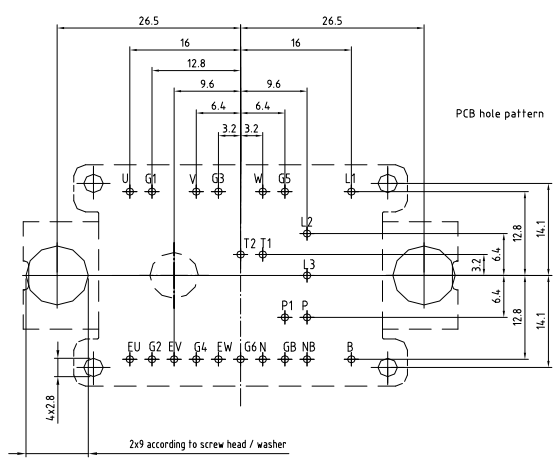 26.5 26.5
16 16
12.8
9.6 9.6
6.4 6.4
3.2 3.2
PCB hole pattern
U G1 V G3 W G5 L1
L2
T2 T1
L3
P1 P
EU G2 EV G4 EW G6 N GB NB B
3.2
6.4
12.8
14.1
6.4
12.8
14.1
4x2.8
2x9 according to screw head / washer